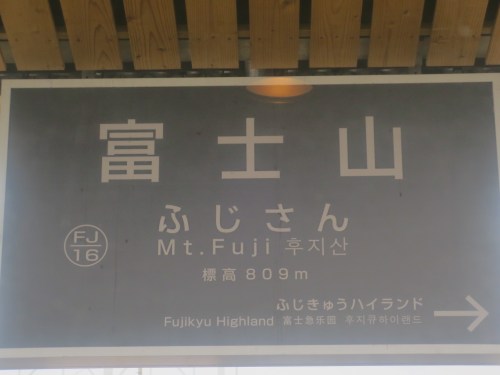 富士山
ふじさん
FJ
16
Mt.Fuji 후지산
標高 809m
ふじきゅうハイランド
Fujikyu Highland 富士急乐园 후지큐하이랜드